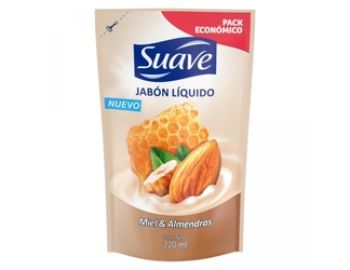 PACK
ECONÓMICO
Suave
JABÓN LÍQUIDO
NUEVO
Miel & Almendras
220 ml